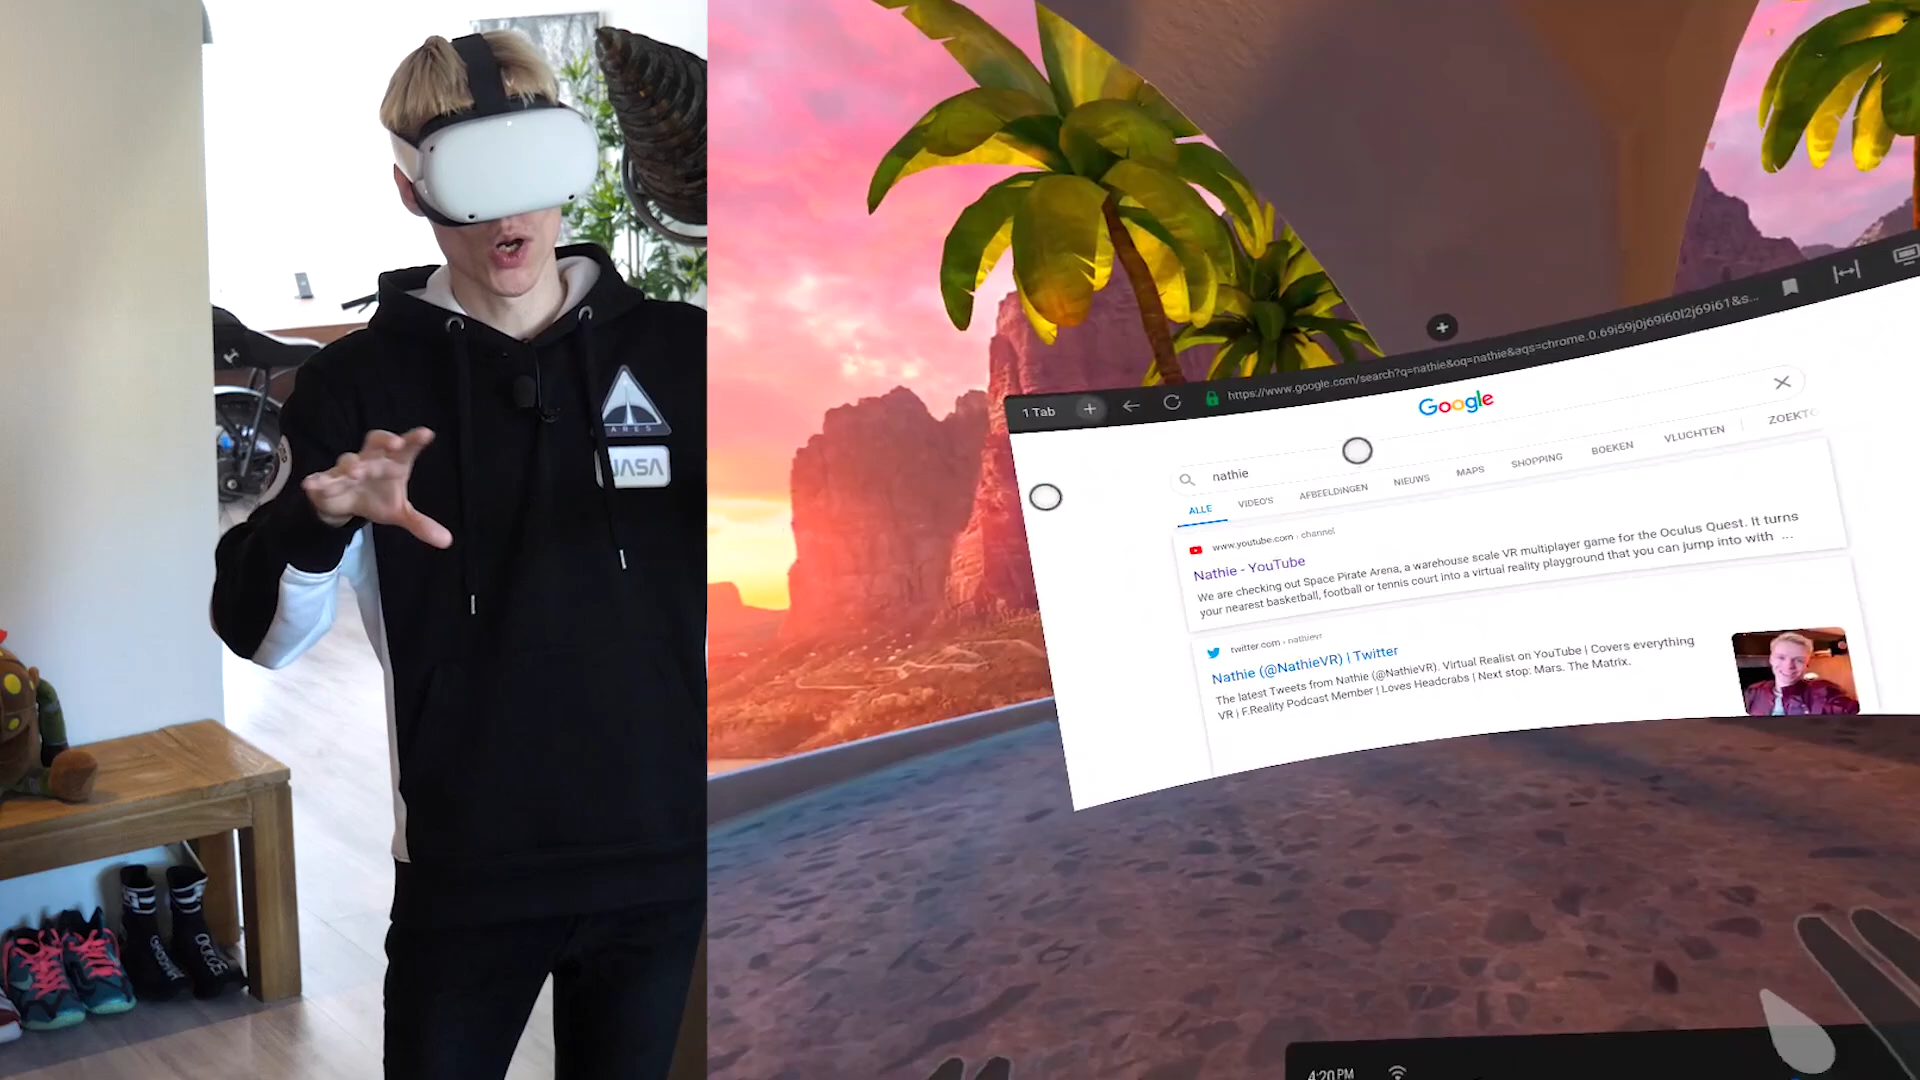 ARES
NASA
1 Tab
https://www.google.com/search?q=nathie&oq=nathie&aqs=chrome.0.69i59j0j69i60l2j69i61&s...
Google
nathie
ALLE VIDEO'S AFBEELDINGEN NIEUWS MAPS SHOPPING BOEKEN VLUCHTEN
www.youtube.com › channel
Nathie - YouTube
We are checking out Space Pirate Arena, a warehouse scale VR multiplayer game for the Oculus Quest. It turns
your nearest basketball, football or tennis court into a virtual reality playground that you can jump into with ...
twitter.com › nathievr
Nathie (@NathieVR) | Twitter
The latest Tweets from Nathie (@NathieVR). Virtual Realist on YouTube | Covers everything
VR | F.Reality Podcast Member | Loves Headcrabs | Next stop: Mars. The Matrix.
4:20 PM